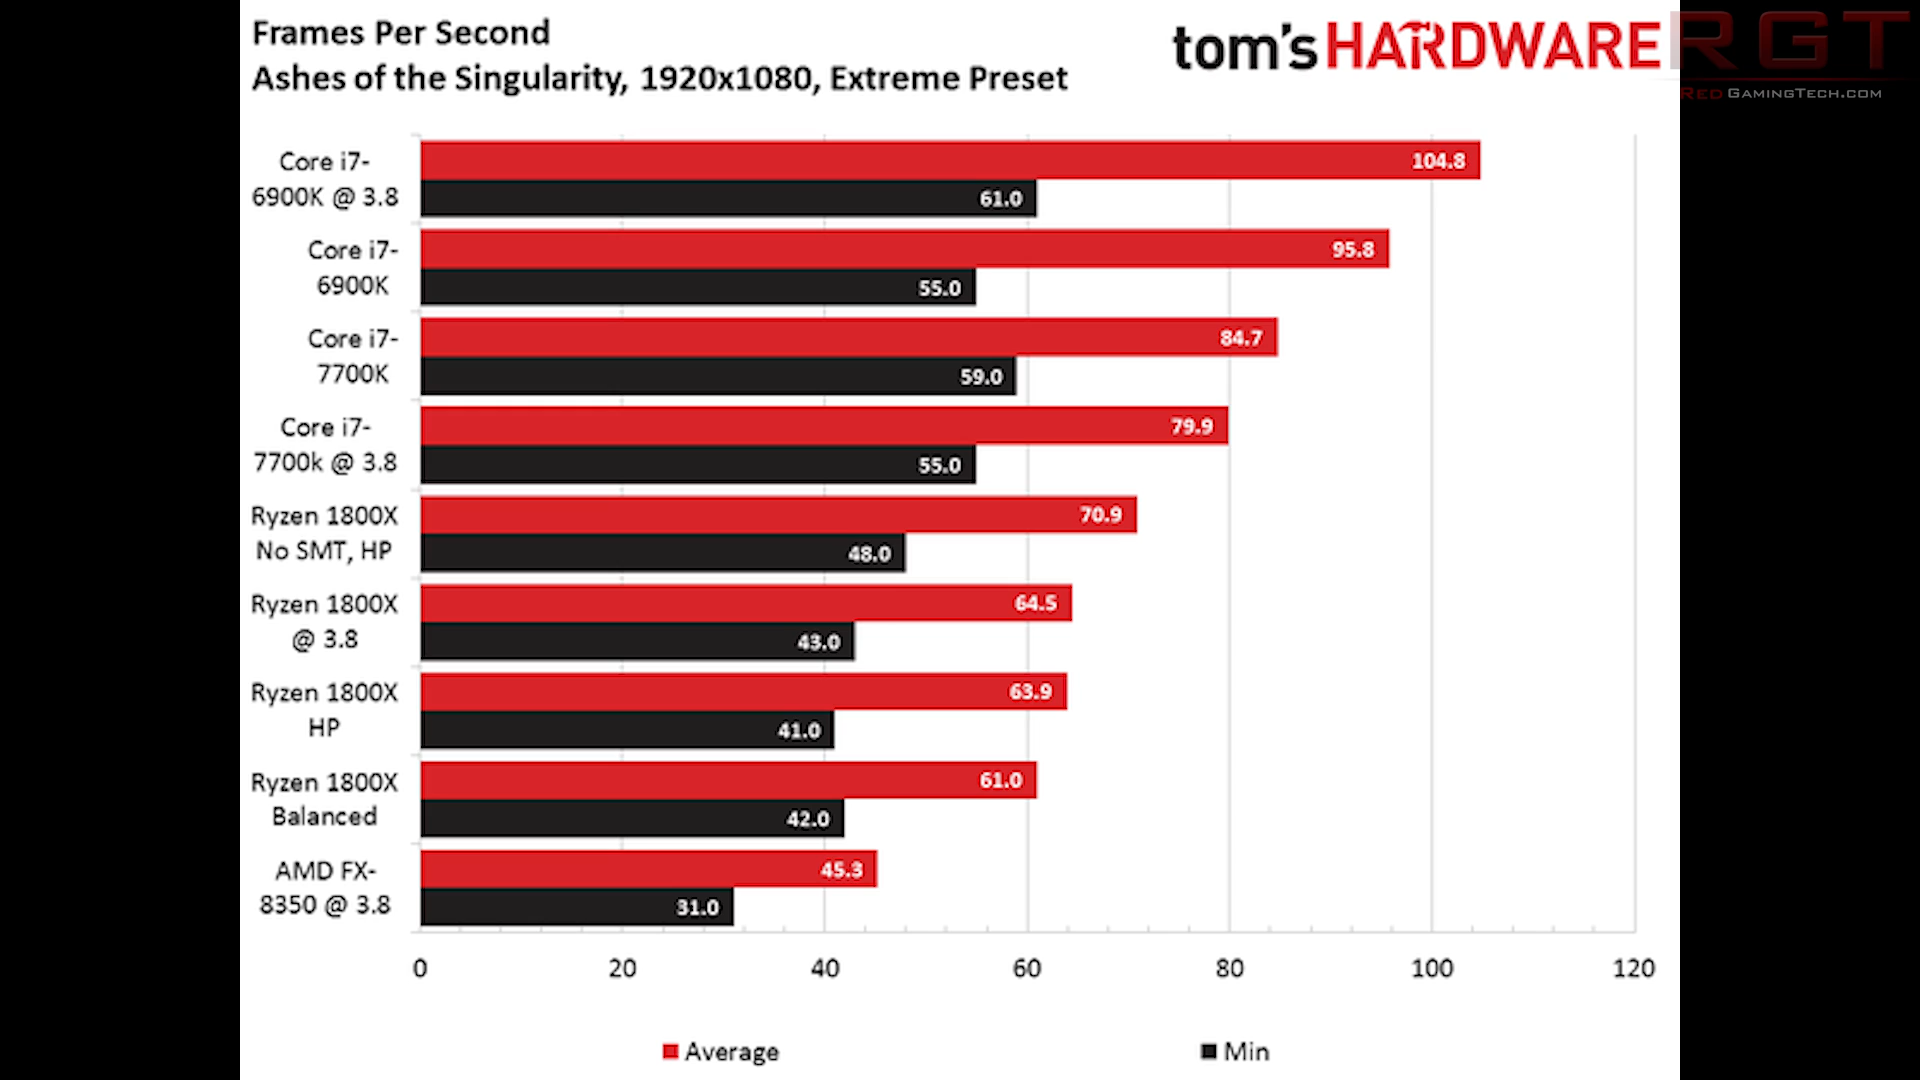 Frames Per Second
Ashes of the Singularity, 1920x1080, Extreme Preset
tom's HARDWARE
RGT
REDGAMINGTECH.COM
Core i7-
6900K @ 3.8
104.8
61.0
Core i7-
6900K
95.8
55.0
Core i7-
7700K
84.7
59.0
Core i7-
7700k @ 3.8
79.9
55.0
Ryzen 1800X
No SMT, HP
70.9
48.0
Ryzen 1800X
@ 3.8
64.5
43.0
Ryzen 1800X
HP
63.9
41.0
Ryzen 1800X
Balanced
61.0
42.0
AMD FX-
8350 @ 3.8
45.3
31.0
0 20 40 60 80 100 120
Average Min